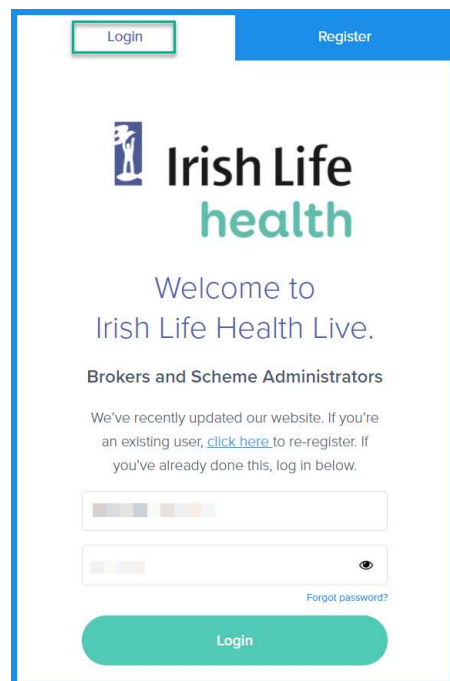 Login
Register
Irish Life
health
Welcome to
Irish Life Health Live.
Brokers and Scheme Administrators
We've recently updated our website. If you're
an existing user, click here to re-register. If
you've already done this, log in below.
Forgot password?
Login